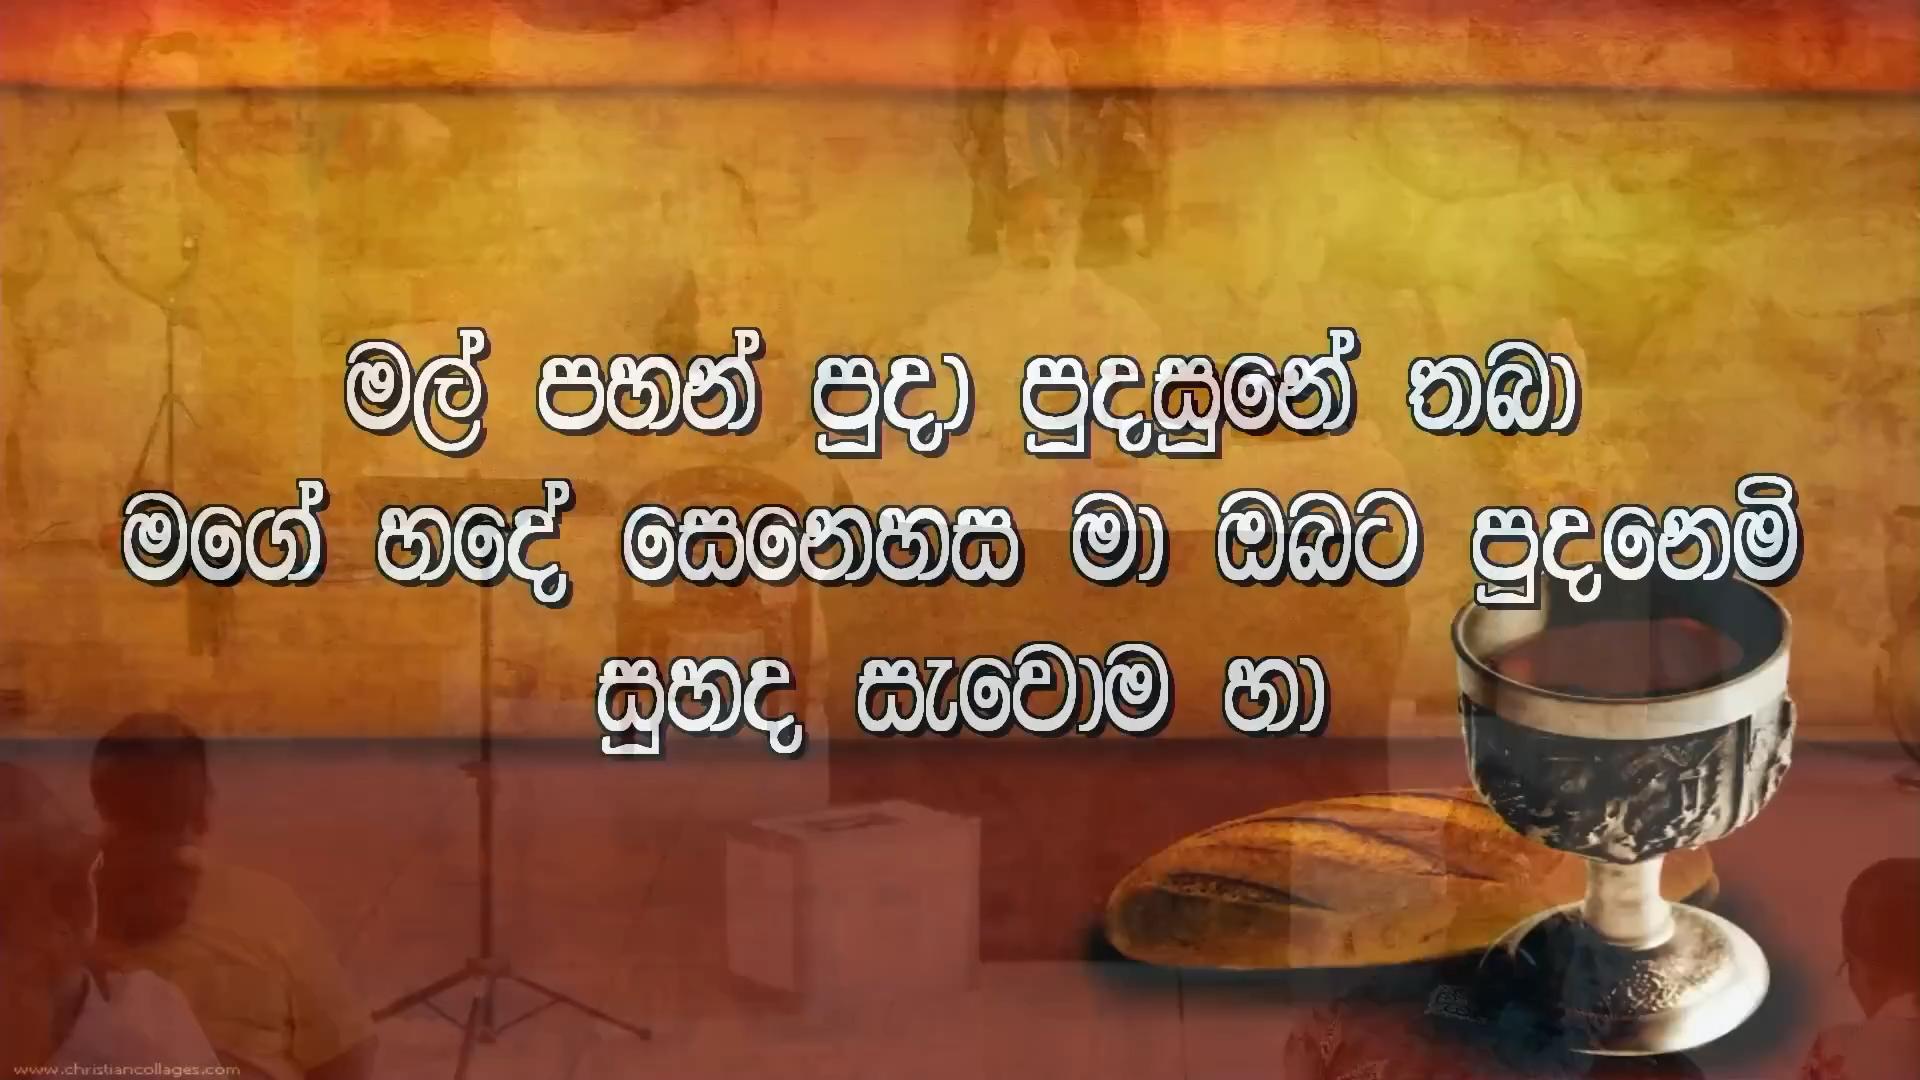 මල් පහන් පුදා පුදසුනේ තබා
මගේ හදේ සෙනෙහස මා ඔබට පුදනෙමි
සුහද සැවොම හා
www.christiancollages.com